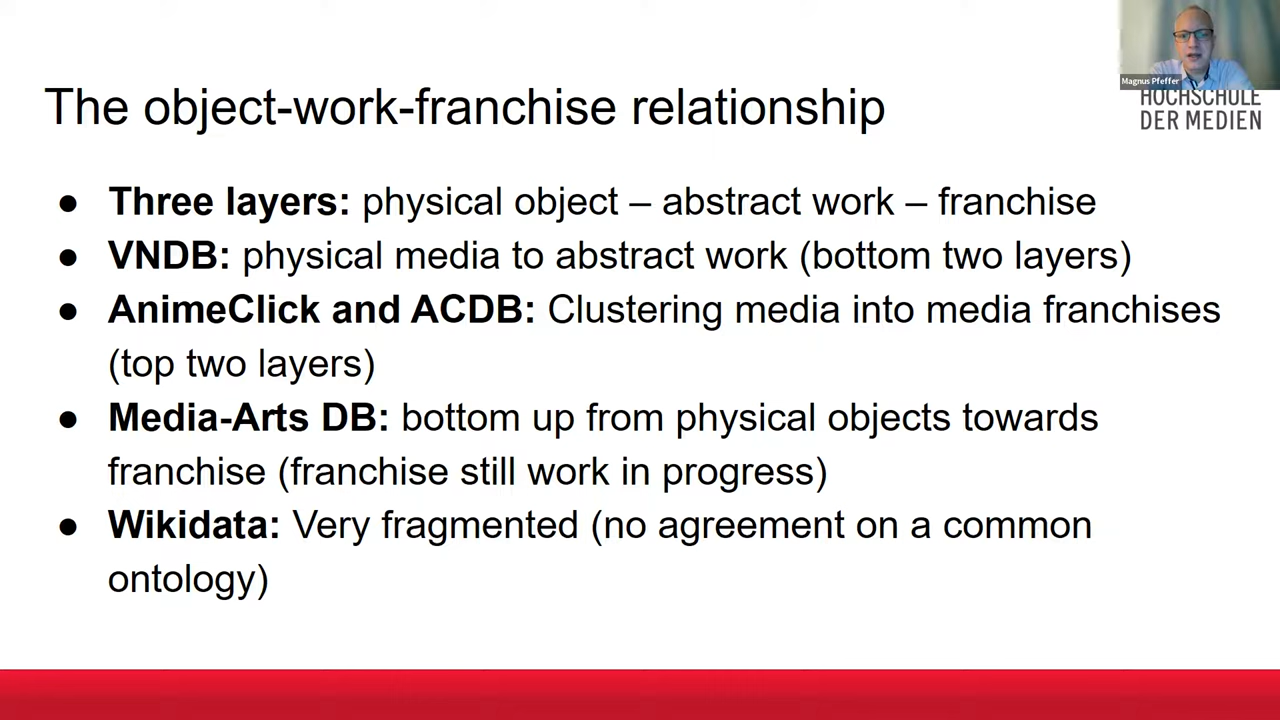 Magnus Pfeffer
HOCHSCHULE
DER MEDIEN
The object-work-franchise relationship
● Three layers: physical object – abstract work – franchise
● VNDB: physical media to abstract work (bottom two layers)
● AnimeClick and ACDB: Clustering media into media franchises
(top two layers)
● Media-Arts DB: bottom up from physical objects towards
franchise (franchise still work in progress)
● Wikidata: Very fragmented (no agreement on a common
ontology)